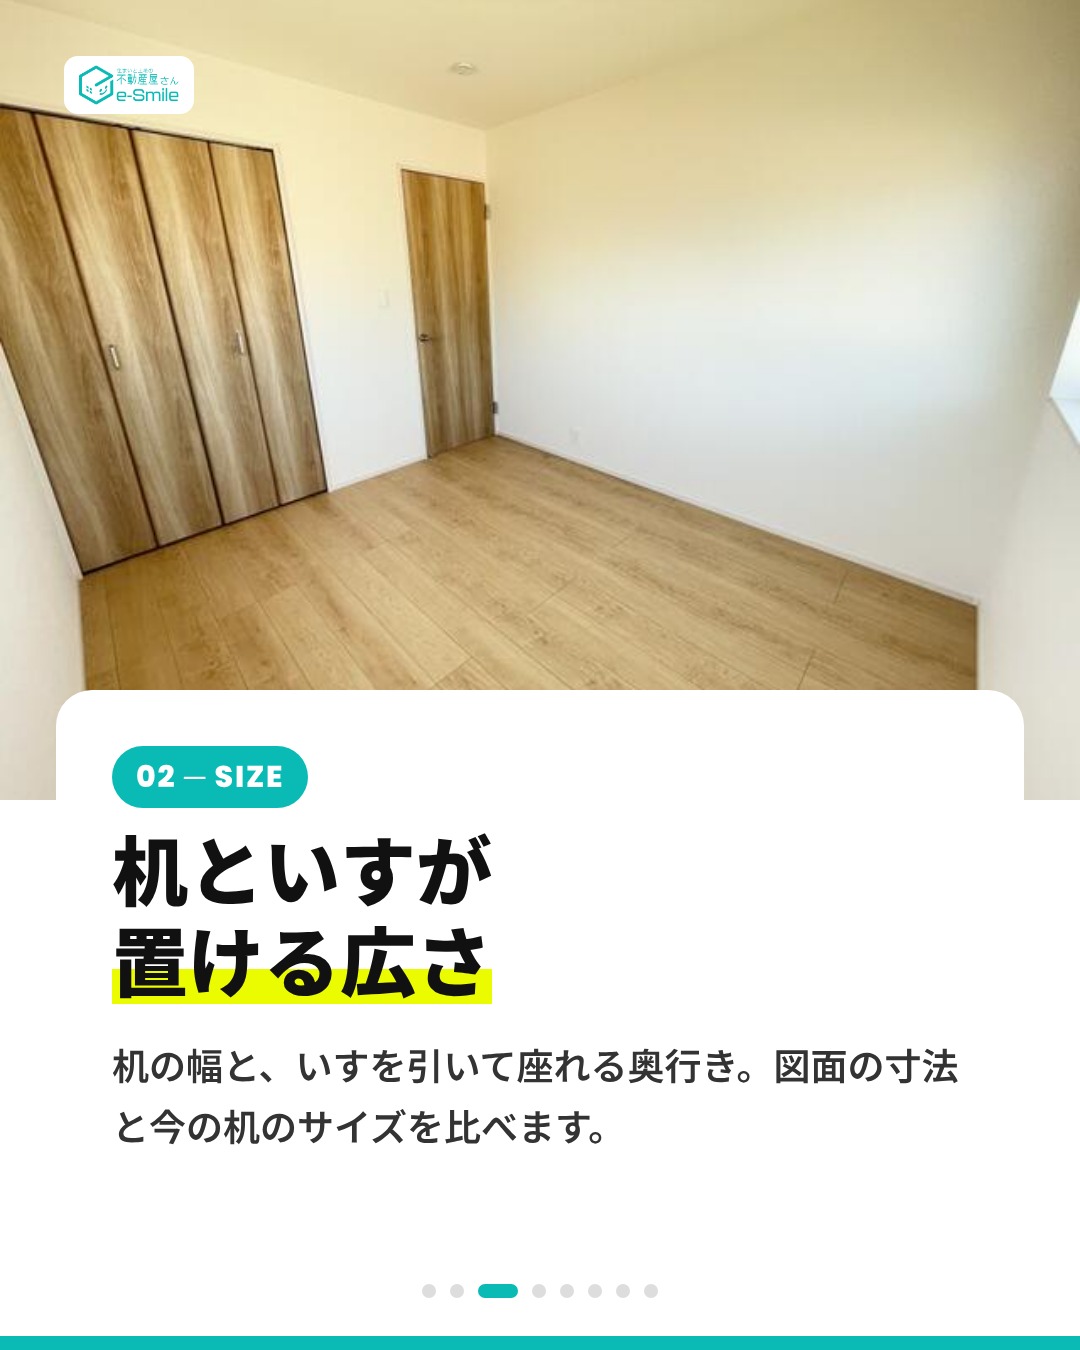 不動産屋さん
e-Smile
02 — SIZE
机といすが
置ける広さ
机の幅と、いすを引いて座れる奥行き。図面の寸法
と今の机のサイズを比べます。